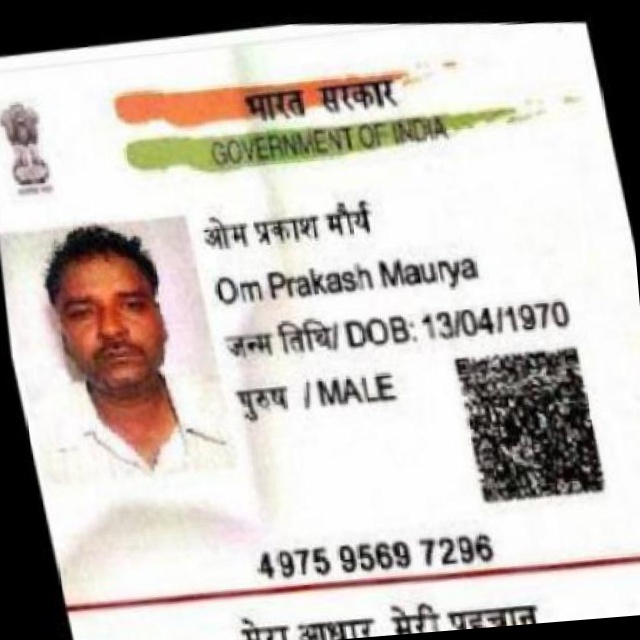 भारत सरकार
GOVERNMENT OF INDIA
ओम प्रकाश मौर्य
Om Prakash Maurya
जन्म तिथि/ DOB: 13/04/1970
पुरुष / MALE
4975 9569 7296
मेरा आधार, मेरी पहचान